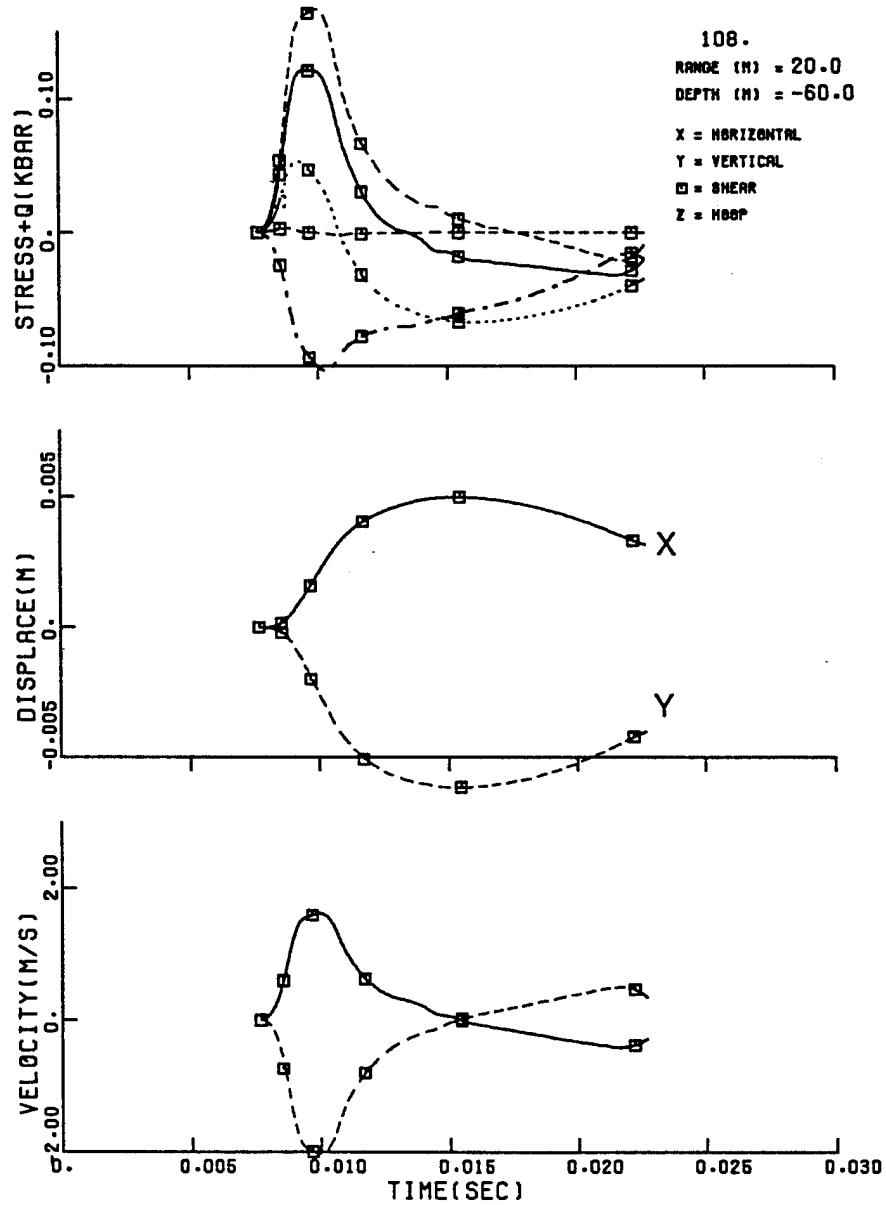 108.
RANGE (M) = 20.0
DEPTH (M) = -60.0
X = HORIZONTAL
Y = VERTICAL
□ = SHEAR
Z = HOOP
STRESS+Q(KBAR)
0.10
0.
-0.10
DISPLACE(M)
0.005
0.
-0.005
X
Y
VELOCITY(M/S)
2.00
0.
-2.00
0.
0.005
0.010
0.015
0.020
0.025
0.030
TIME(SEC)